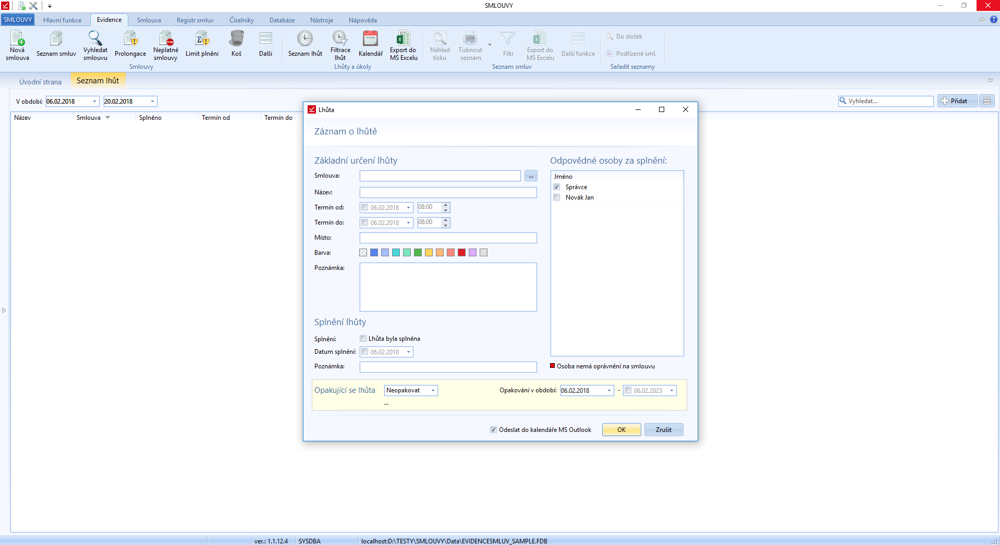 SMLOUVY
SMLOUVY Hlavní funkce Evidence Smlouva Registr smluv Číselníky Databáze Nástroje Nápověda
Nová smlouva
Seznam smluv
Vyhledat smlouvu
Prolongace
Neplatné smlouvy
Limit plnění
Koš
Další
Smlouvy
Seznam lhůt
Filtrace lhůt
Kalendář
Export do MS Excelu
Lhůty a úkoly
Náhled tisku
Tisknout seznam
Filtr
Export do MS Excelu
Další funkce
Seznam smluv
Do složek
Podřízené sml.
Seřadit seznamy
Úvodní strana Seznam lhůt
V období: 06.02.2018 20.02.2018 Vyhledat... Přidat
Název Smlouva Splněno Termín od Termín do
Lhůta
Záznam o lhůtě
Základní určení lhůty
Smlouva: ...
Název:
Termín od: 06.02.2018 08:00
Termín do: 06.02.2018 08:00
Místo:
Barva:
Poznámka:
Splnění lhůty
Splnění: Lhůta byla splněna
Datum splnění: 06.02.2018
Poznámka:
Odpovědné osoby za splnění:
Jméno
Správce
Novák Jan
Osoba nemá oprávnění na smlouvu
Opakující se lhůta Neopakovat Opakování v období: 06.02.2018 - 06.02.2023
...
Odeslat do kalendáře MS Outlook OK Zrušit
ver.: 1.1.12.4 SYSDBA localhost:D:\TESTY\SMLOUVY\Data\EVIDENCESMLUV_SAMPLE.FDB